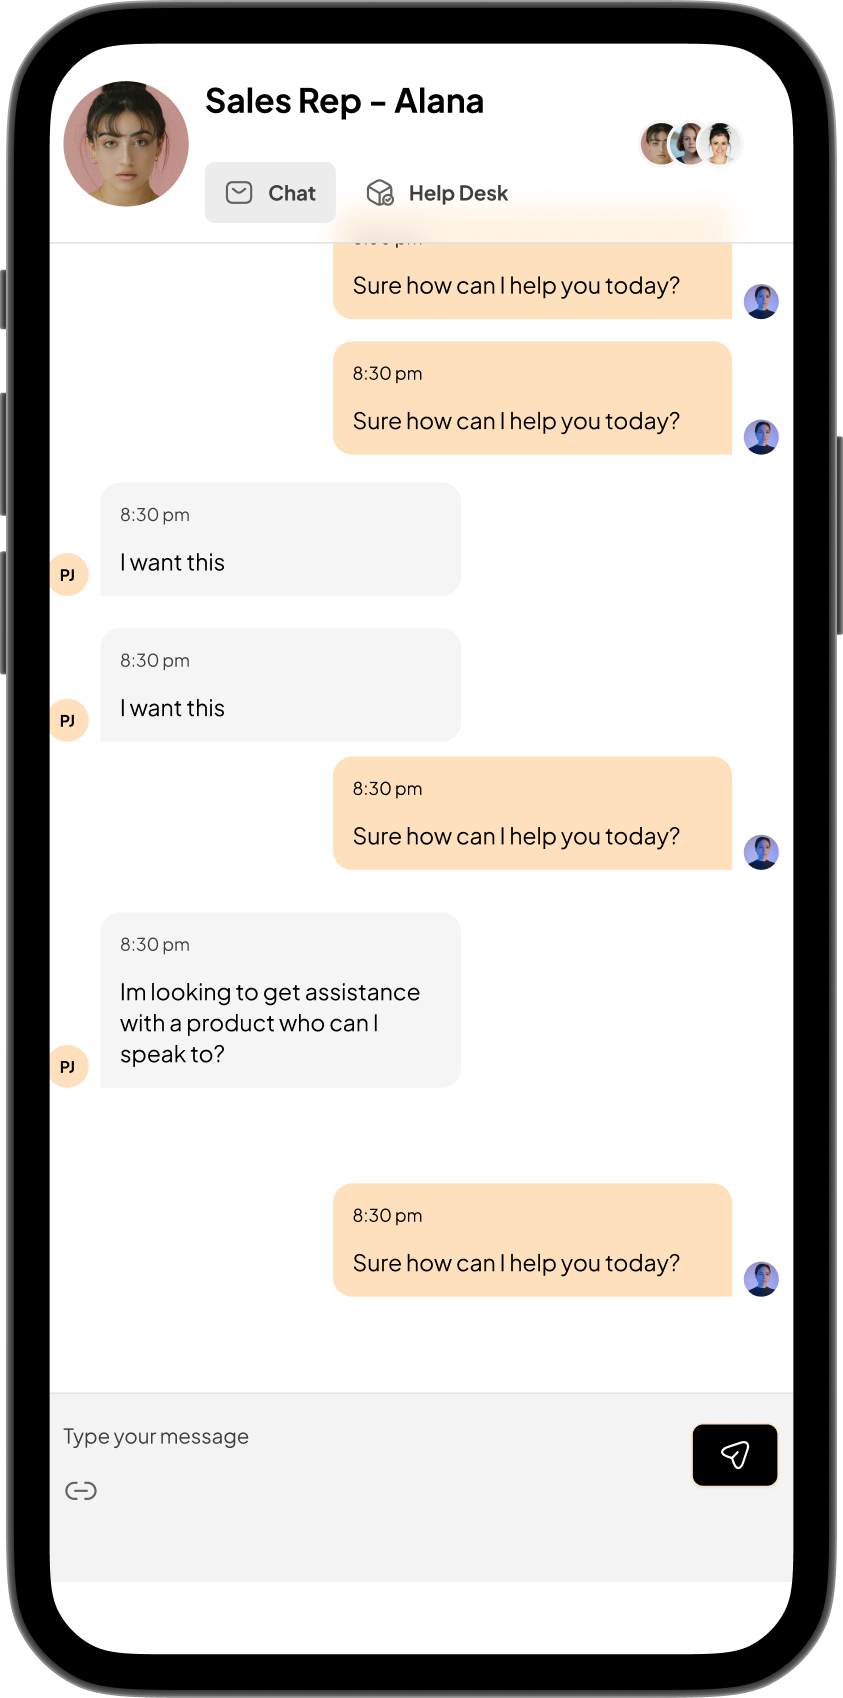 Sales Rep – Alana
Chat
Help Desk
Sure how can I help you today?
8:30 pm
Sure how can I help you today?
8:30 pm
I want this
PJ
8:30 pm
I want this
PJ
8:30 pm
Sure how can I help you today?
8:30 pm
Im looking to get assistance
with a product who can I
speak to?
PJ
8:30 pm
Sure how can I help you today?
Type your message